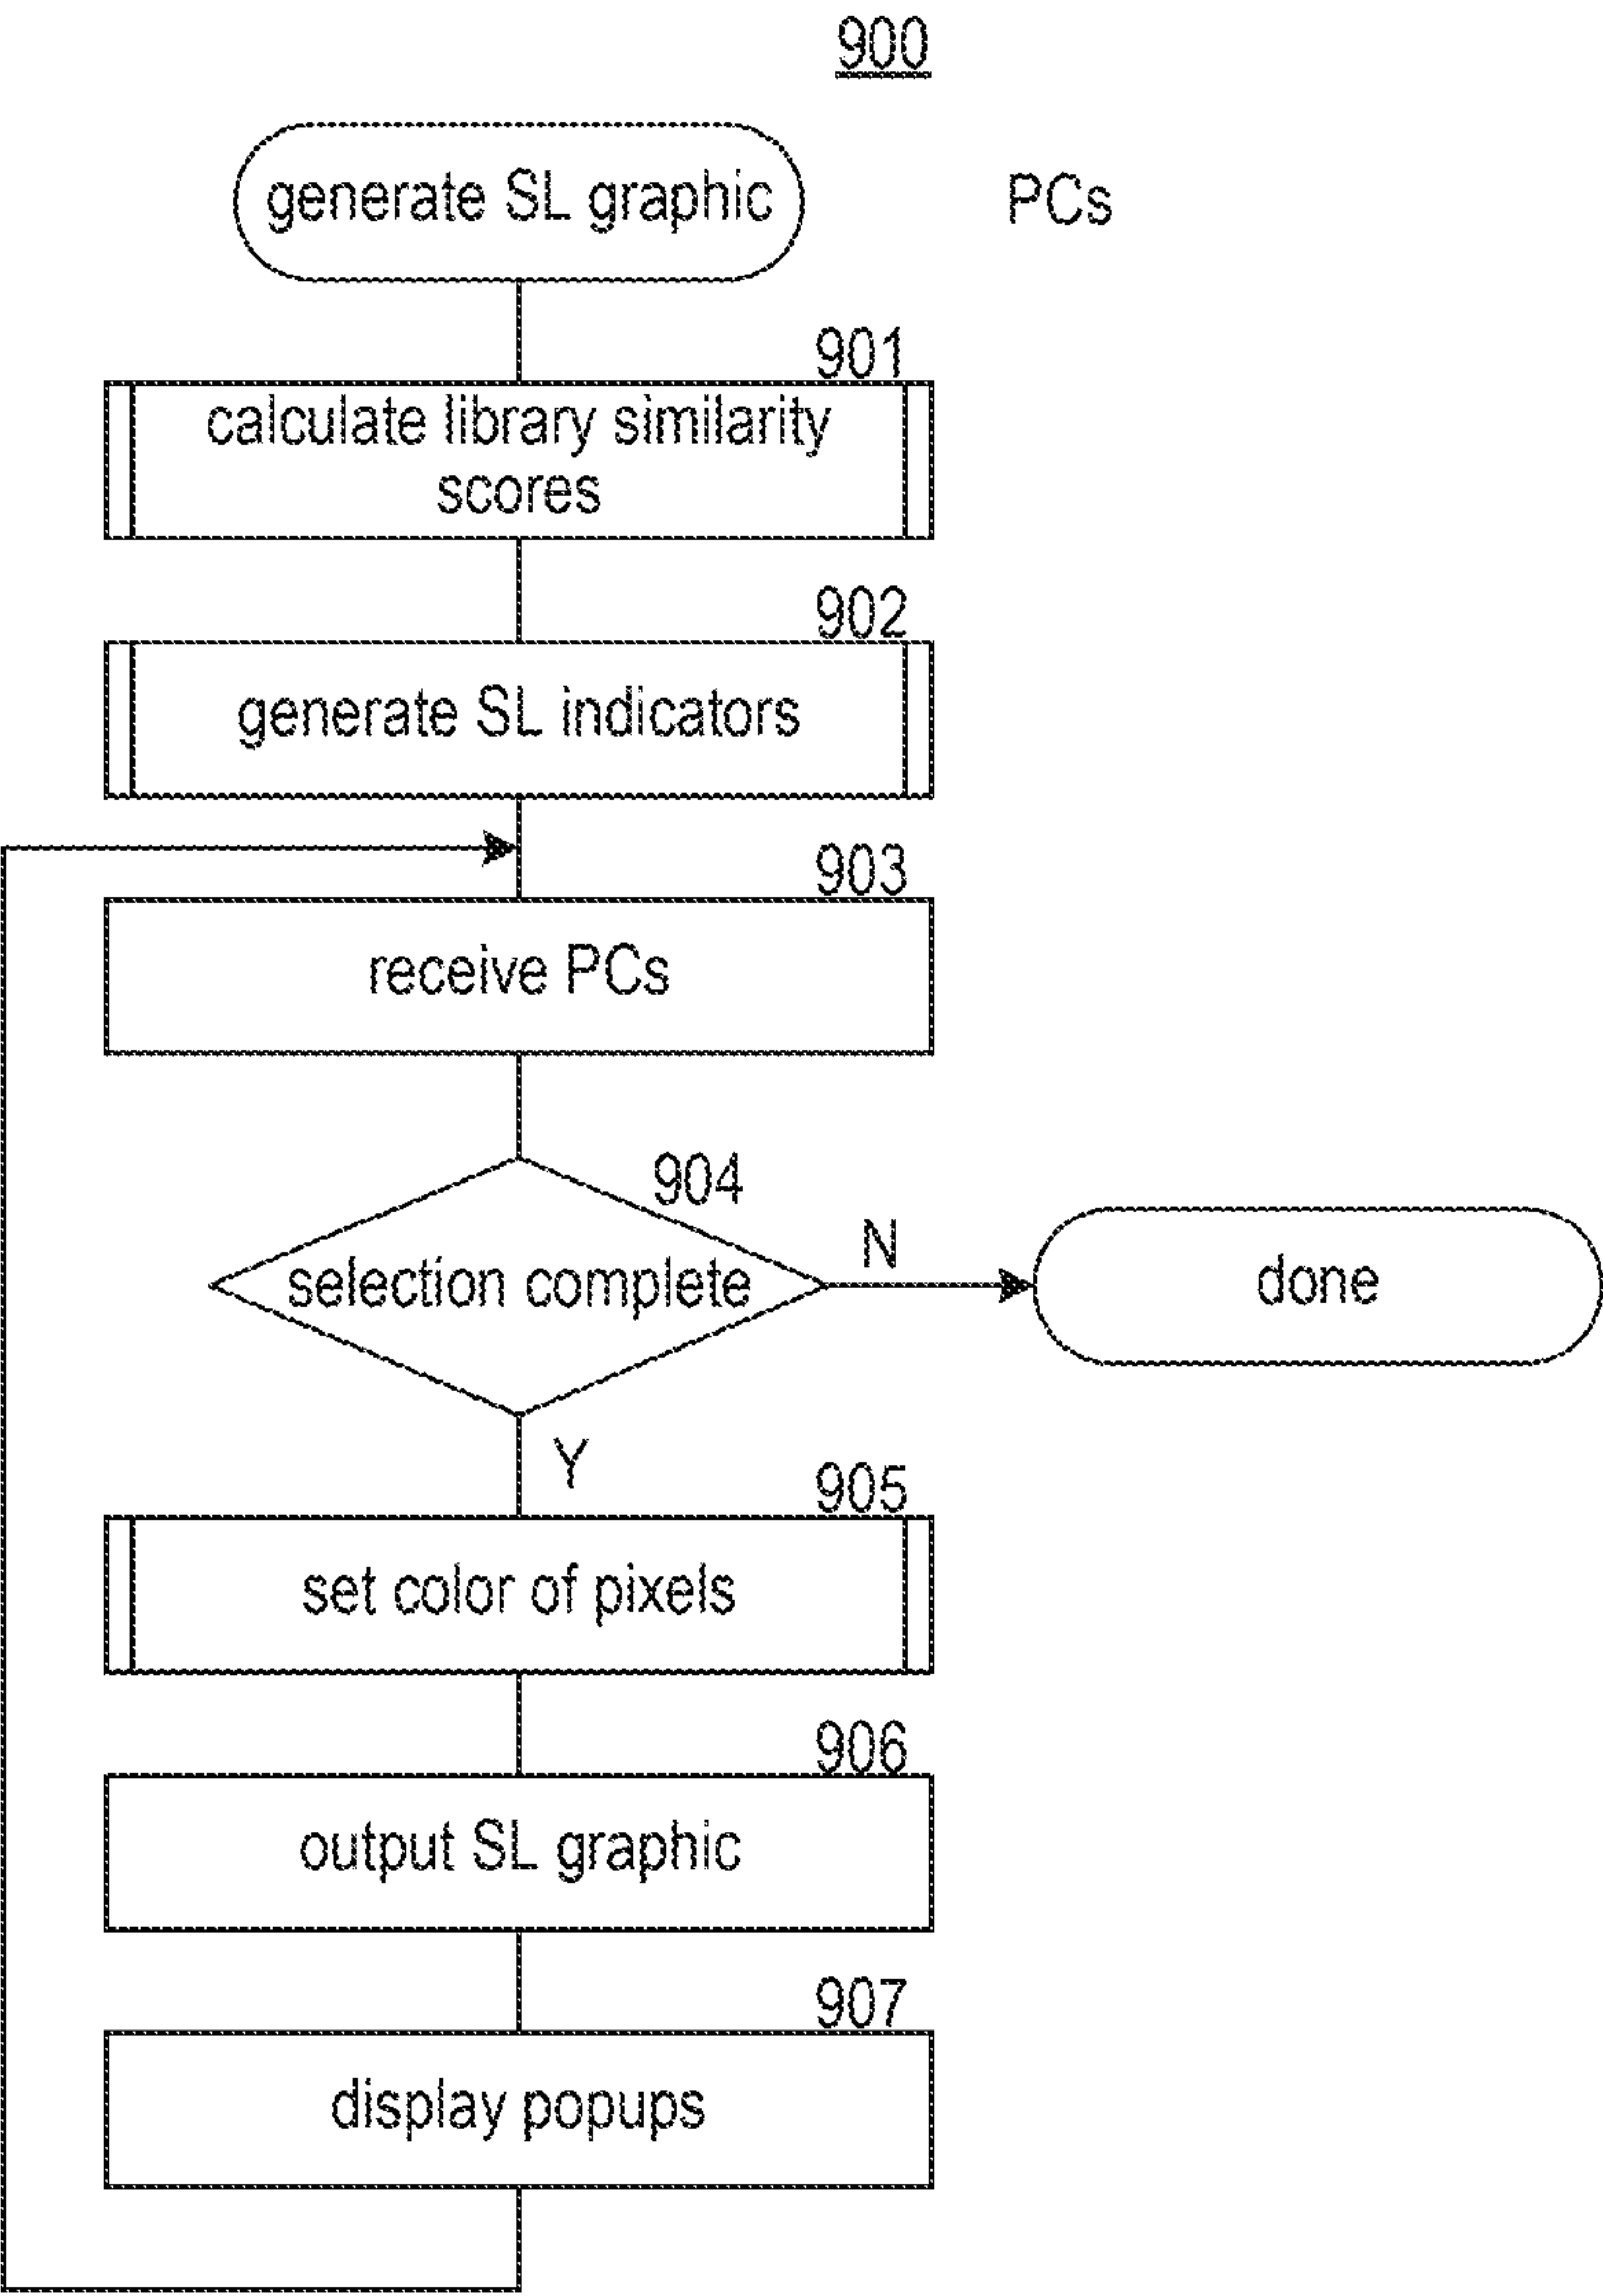 900
generate SL graphic
PCs
901
calculate library similarity
scores
902
generate SL indicators
903
receive PCs
904
selection complete
N
done
Y
905
set color of pixels
906
output SL graphic
907
display popups